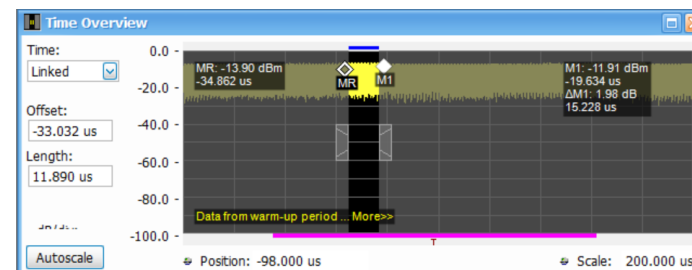 Time Overview
Time:
Linked
Offset:
-33.032 us
Length:
11.890 us
Autoscale
0.0
-20.0
-40.0
-60.0
-80.0
-100.0
MR: -13.90 dBm
-34.862 us
MR
M1
M1: -11.91 dBm
-19.634 us
ΔM1: 1.98 dB
15.228 us
Data from warm-up period ... More>>
T
Position: -98.000 us
Scale: 200.000 us